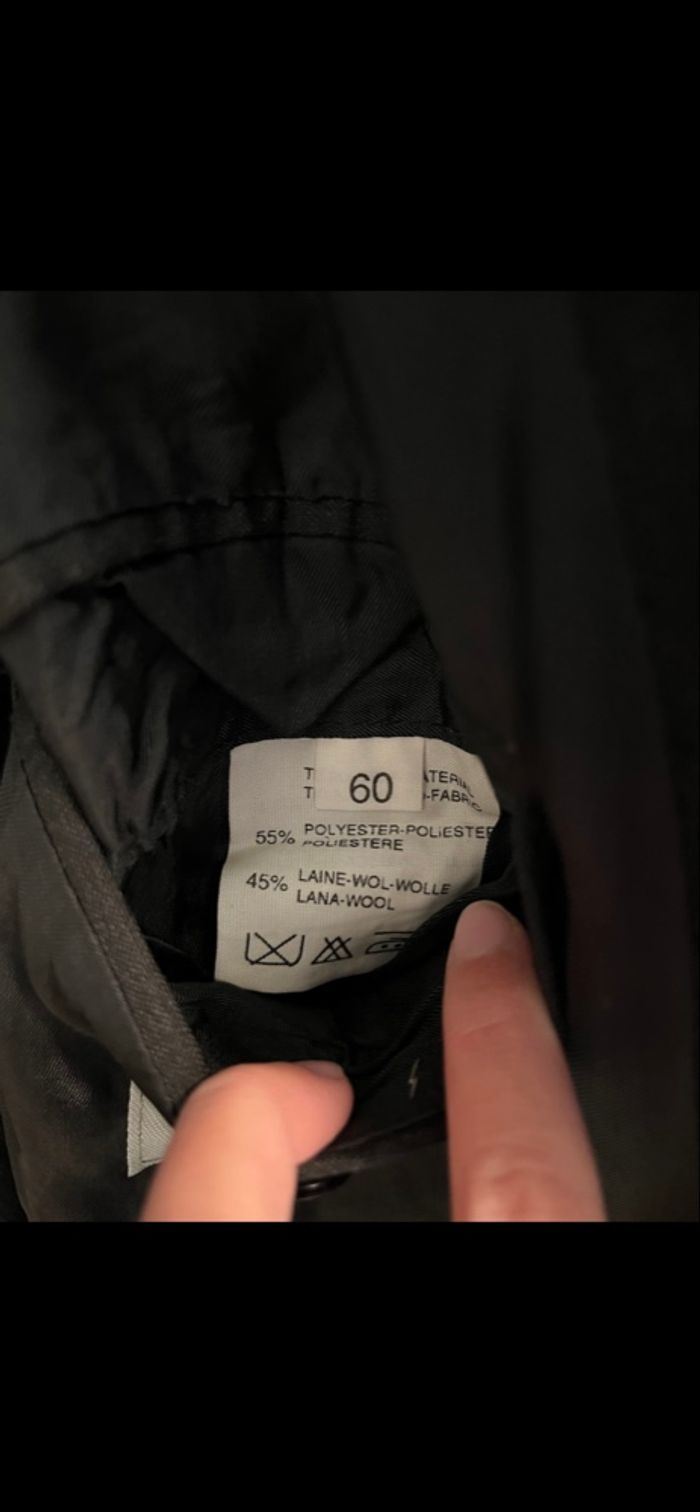 60
55% POLYESTER-POLIESTER
POLIESTERE
45% LAINE-WOL-WOLLE
LANA-WOOL